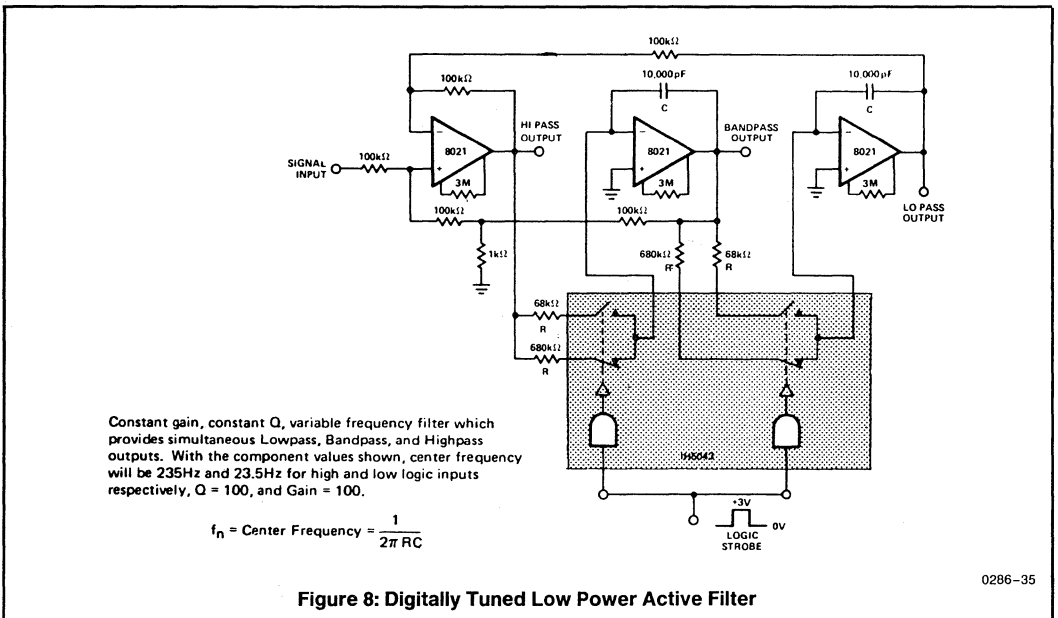 100kΩ
100kΩ
10,000pF
C
10,000pF
C
−
8021
+
HI PASS
OUTPUT
−
8021
+
BANDPASS
OUTPUT
−
8021
+
SIGNAL
INPUT
100kΩ
3M
3M
3M
LO PASS
OUTPUT
100kΩ
100kΩ
1kΩ
680kΩ
68kΩ
R
68kΩ
R
680kΩ
R
IH5043
+3V
0V
LOGIC
STROBE
Constant gain, constant Q, variable frequency filter which
provides simultaneous Lowpass, Bandpass, and Highpass
outputs. With the component values shown, center frequency
will be 235Hz and 23.5Hz for high and low logic inputs
respectively, Q = 100, and Gain = 100.
fn = Center Frequency = 1 / 2π RC
0286–35
Figure 8: Digitally Tuned Low Power Active Filter